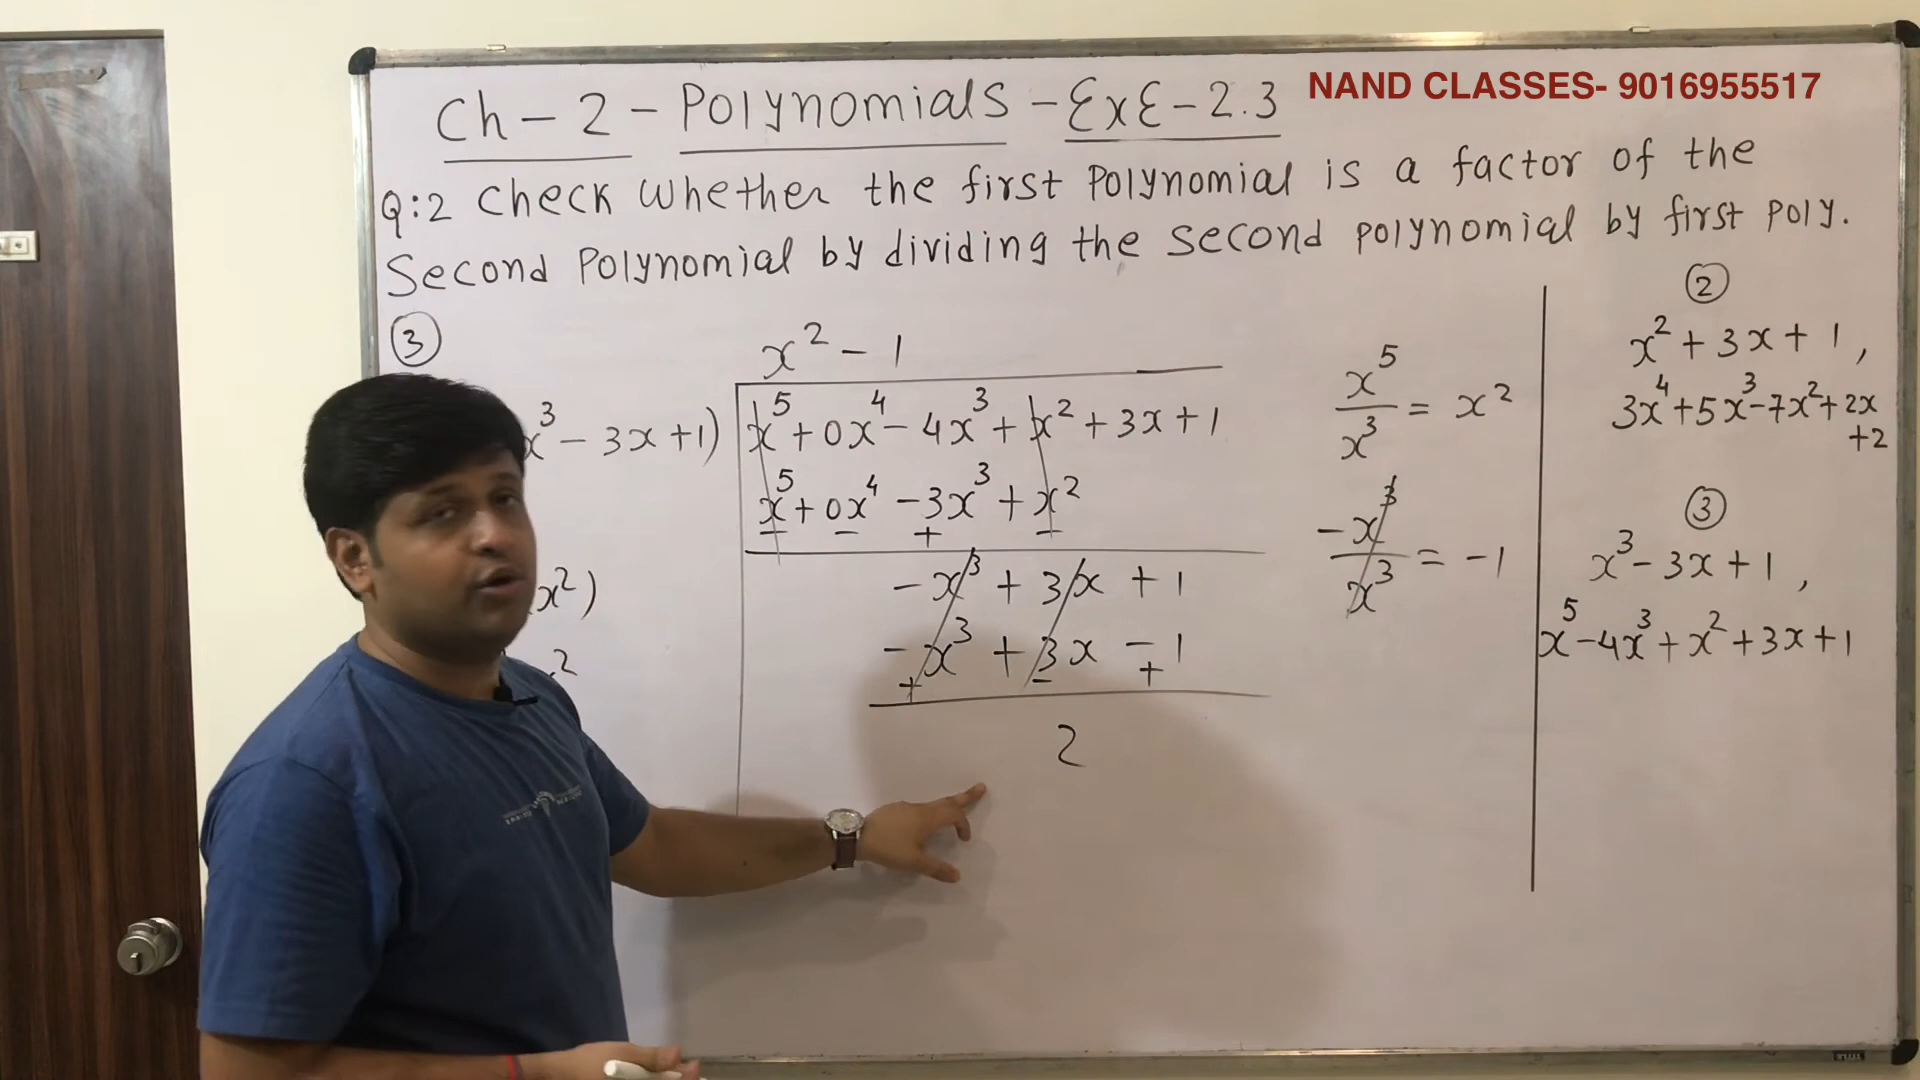 NAND CLASSES- 9016955517
Ch - 2 - Polynomials - ExE - 2.3
Q:2 Check whether the first Polynomial is a factor of the
Second Polynomial by dividing the second polynomial by first poly.
③
x² - 1
x³ - 3x + 1) x⁵ + 0x⁴ - 4x³ + x² + 3x + 1
x⁵ + 0x⁴ - 3x³ + x²
- - + -
- x³ + 3x + 1
- x³ + 3x - 1
+ - +
2
x²)
2
x⁵/x³ = x²
-x³/x³ = -1
②
x² + 3x + 1 ,
3x⁴ + 5x³ - 7x² + 2x
+2
③
x³ - 3x + 1 ,
x⁵ - 4x³ + x² + 3x + 1